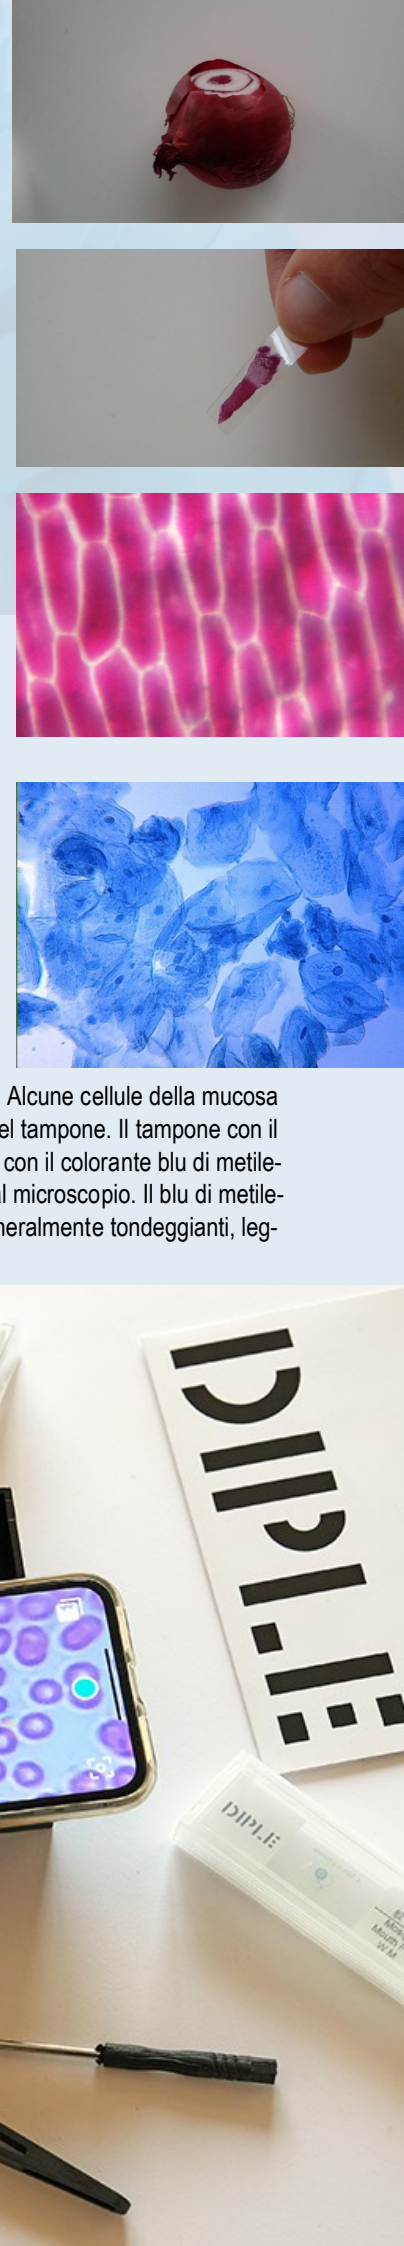 Alcune cellule della mucosa
el tampone. Il tampone con il
con il colorante blu di metile-
l microscopio. Il blu di metile-
neralmente tondeggianti, leg-
DIPLE
DIPLE
Mouth
W.M